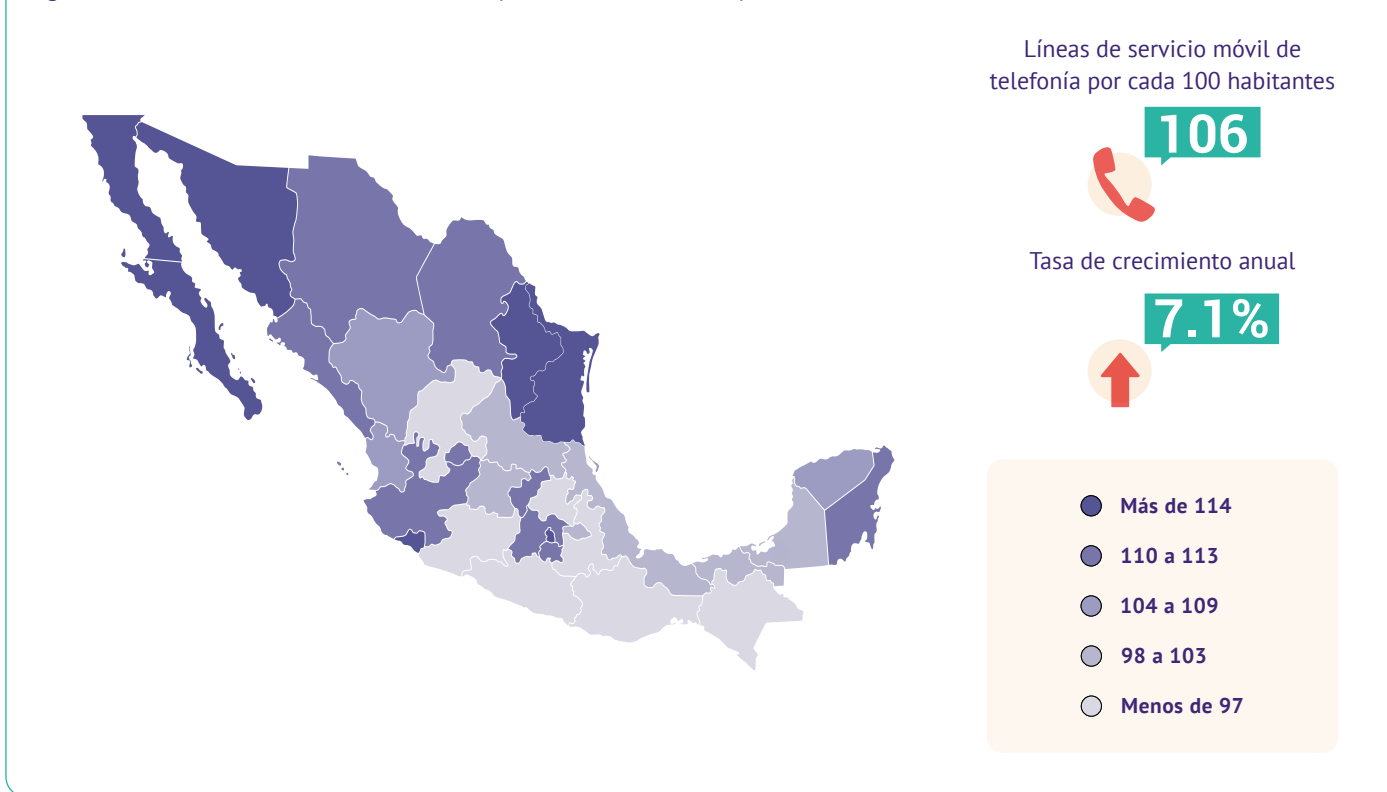 Líneas de servicio móvil de
telefonía por cada 100 habitantes
106
Tasa de crecimiento anual
7.1%
Más de 114
110 a 113
104 a 109
98 a 103
Menos de 97